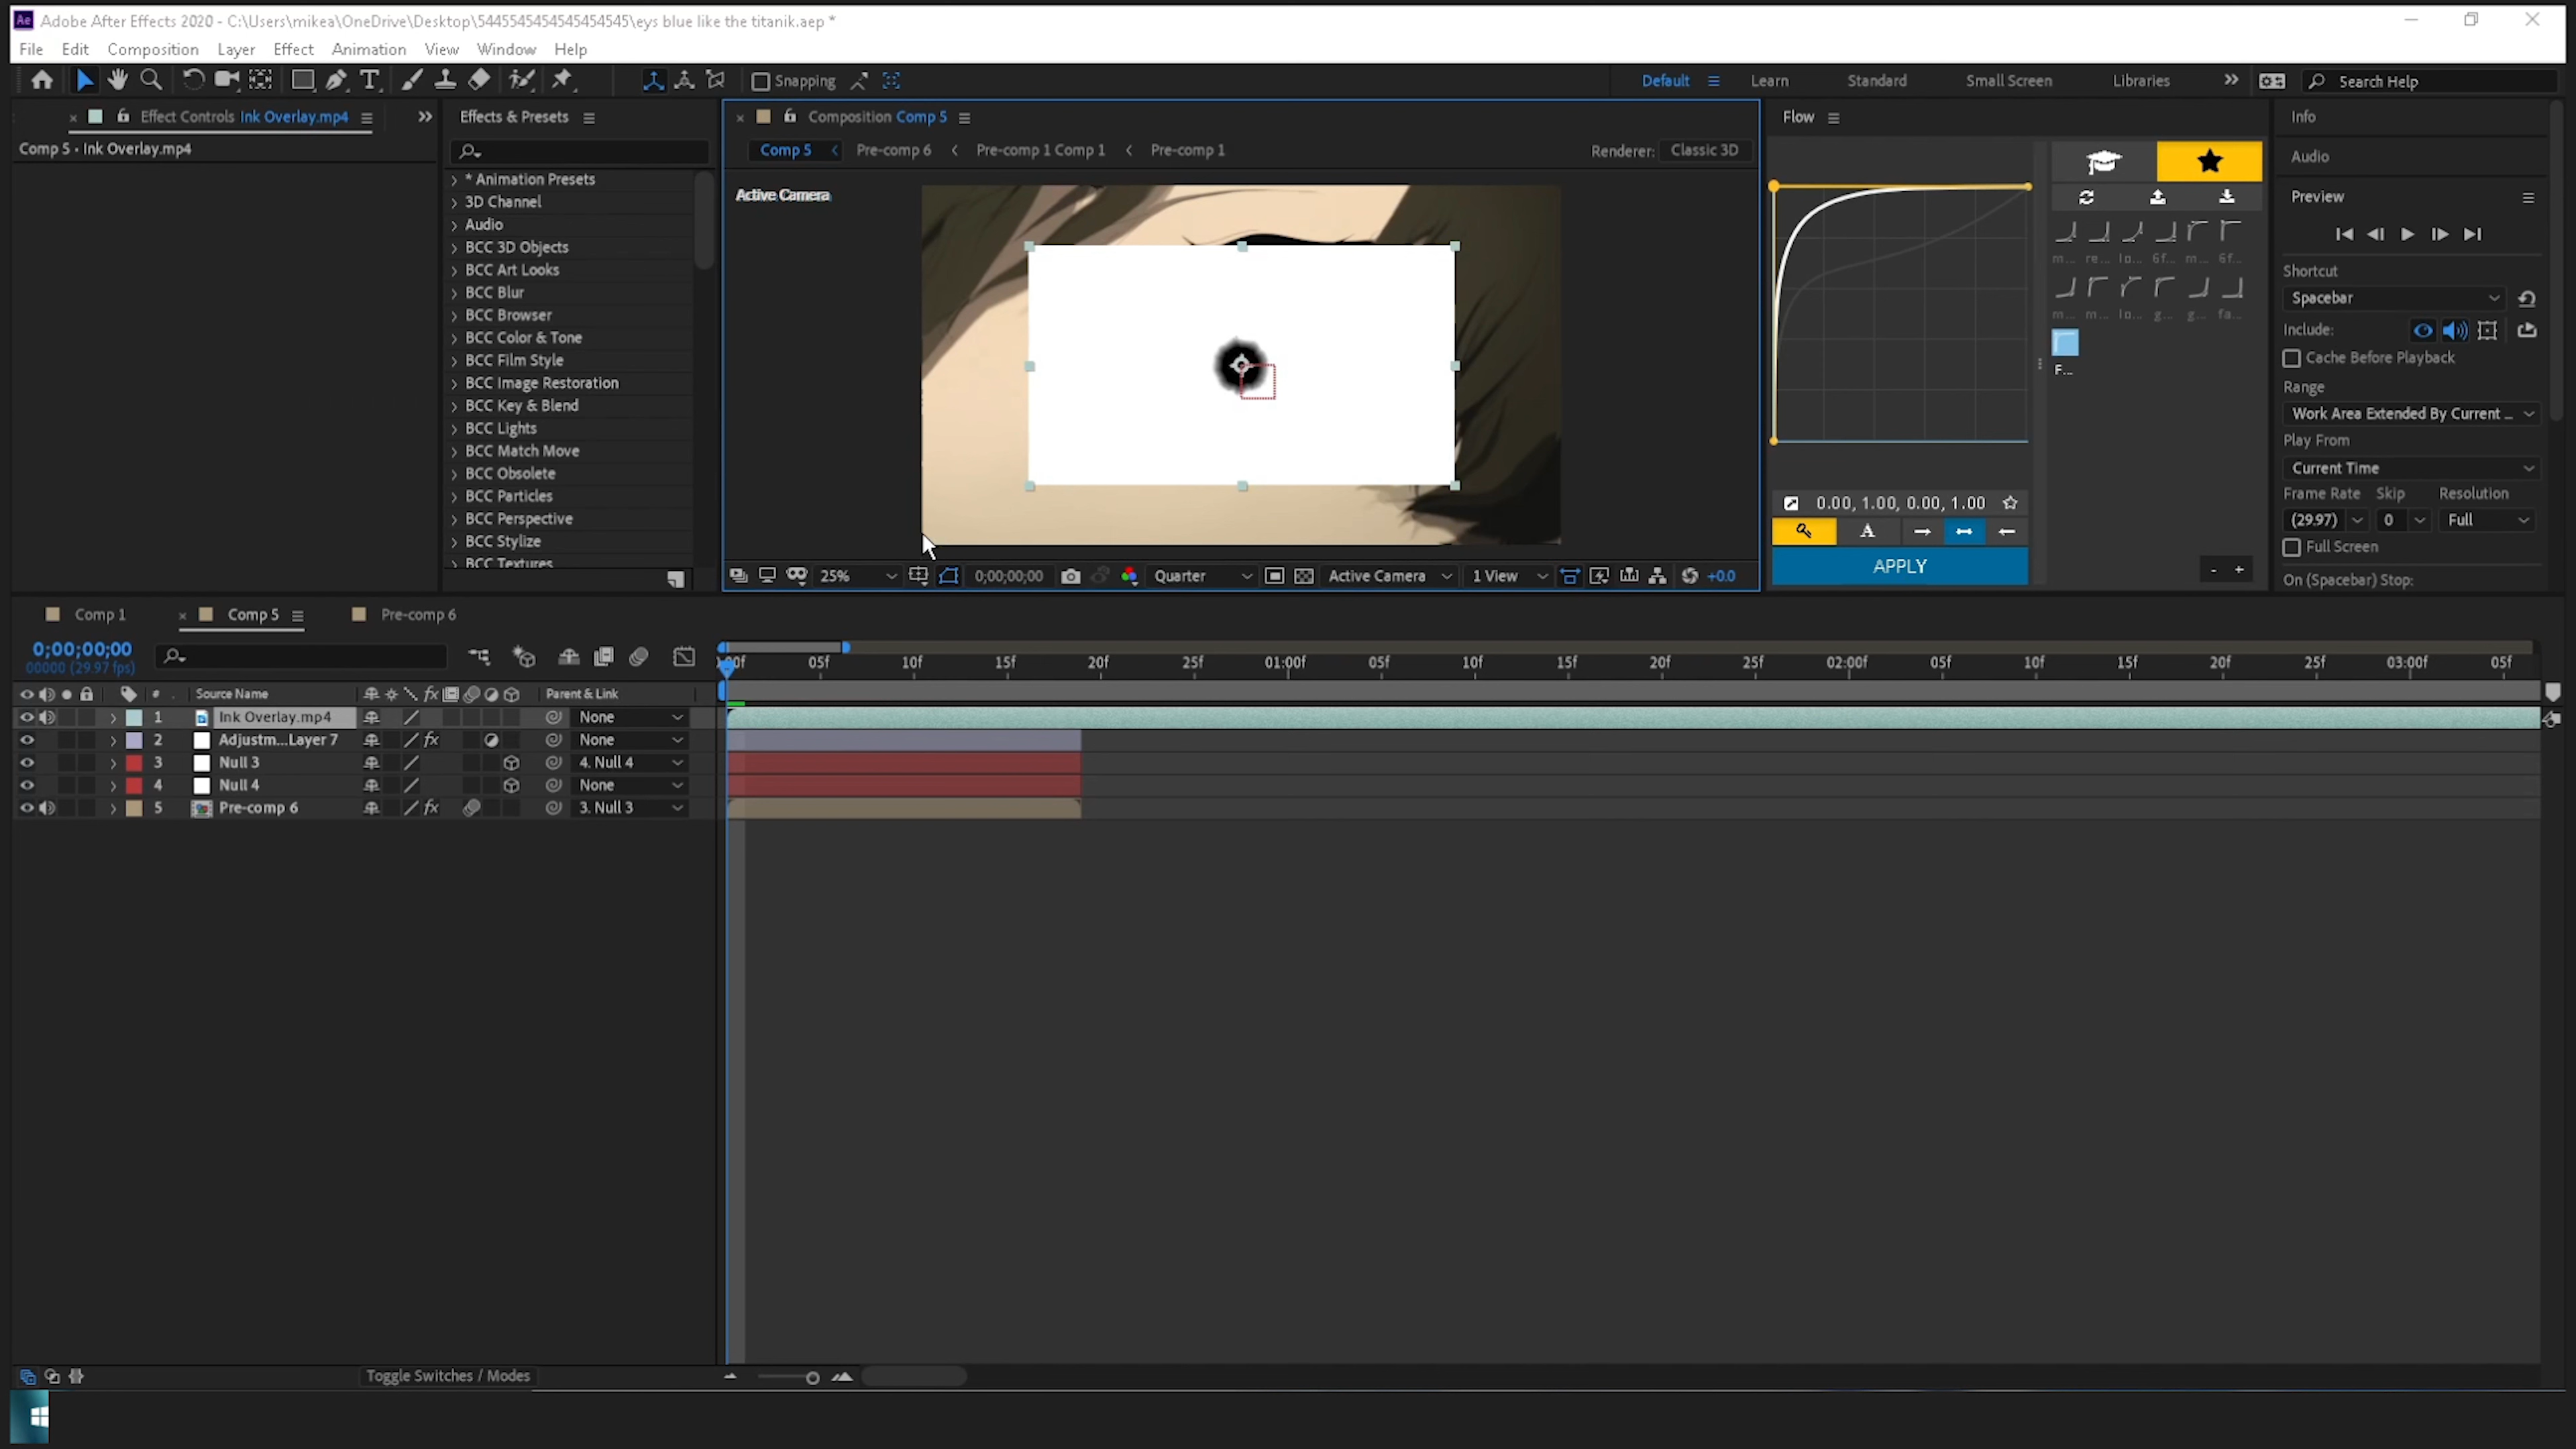 Adobe After Effects 2020 - C:\Users\mikea\OneDrive\Desktop\5445545454545454545\eys blue like the titanik.aep *
File Edit Composition Layer Effect Animation View Window Help
Snapping Default Learn Standard Small Screen Libraries Search Help
Effect Controls Ink Overlay.mp4
Comp 5 • Ink Overlay.mp4
Effects & Presets
* Animation Presets
3D Channel
Audio
BCC 3D Objects
BCC Art Looks
BCC Blur
BCC Browser
BCC Color & Tone
BCC Film Style
BCC Image Restoration
BCC Key & Blend
BCC Lights
BCC Match Move
BCC Obsolete
BCC Particles
BCC Perspective
BCC Stylize
BCC Textures
Composition Comp 5
Comp 5 Pre-comp 6 Pre-comp 1 Comp 1 Pre-comp 1
Renderer: Classic 3D
Active Camera
25% 0;00;00;00 Quarter Active Camera 1 View +0.0
Flow
m... re... lo... 6f... m... 6f...
m... m... lo... g... g... fa...
F...
0.00, 1.00, 0.00, 1.00
A
APPLY
- +
Info
Audio
Preview
Shortcut
Spacebar
Include:
Cache Before Playback
Range
Work Area Extended By Current ...
Play From
Current Time
Frame Rate Skip Resolution
(29.97) 0 Full
Full Screen
On (Spacebar) Stop:
Comp 1 Comp 5 Pre-comp 6
0;00;00;00
00000 (29.97 fps)
05f 10f 15f 20f 25f 01:00f 05f 10f 15f 20f 25f 02:00f 05f 10f 15f 20f 25f 03:00f 05f
# Source Name fx Parent & Link
1 Ink Overlay.mp4 None
2 Adjustm...Layer 7 fx None
3 Null 3 4. Null 4
4 Null 4 None
5 Pre-comp 6 fx 3. Null 3
Toggle Switches / Modes